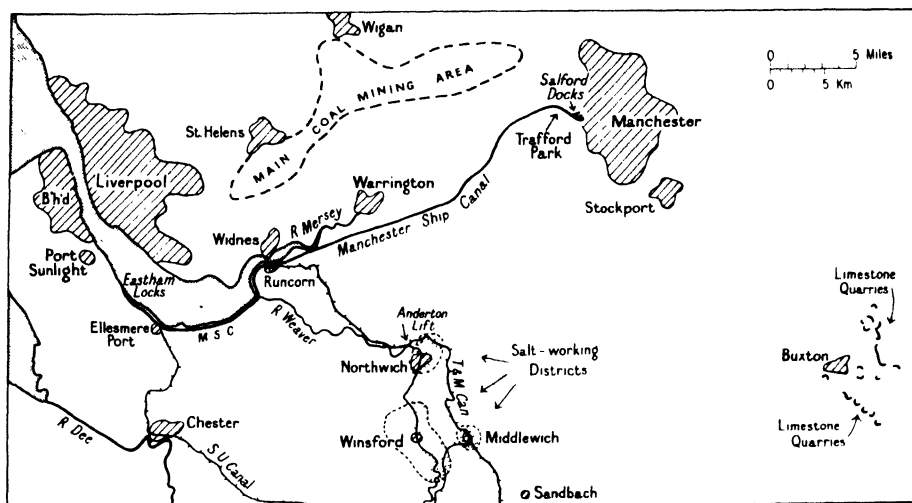 Wigan
5 Miles
0
5 Km
Salford
Docks
MAIN COAL MINING AREA
Manchester
St. Helens
Trafford
Park
Liverpool
B'h'd
Warrington
Stockport
R Mersey
Manchester Ship Canal
Widnes
Port
Sunlight
Eastham
Locks
Runcorn
Limestone
Quarries
Ellesmere
Port
M S C
R Weaver
Anderton
Lift
Salt-working
Districts
Northwich
T & M Can
Buxton
R Dee
Chester
S U Canal
Winsford
Middlewich
Limestone
Quarries
Sandbach